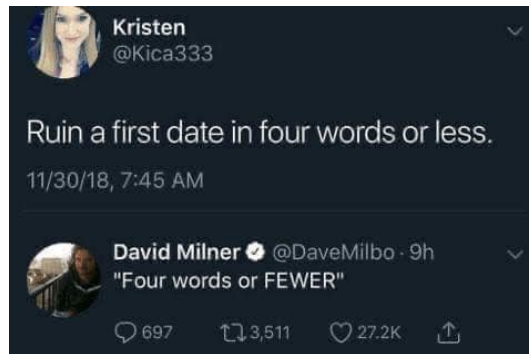 Kristen
@Kica333
Ruin a first date in four words or less.
11/30/18, 7:45 AM
David Milner @DaveMilbo · 9h
"Four words or FEWER"
697 3,511 27.2K